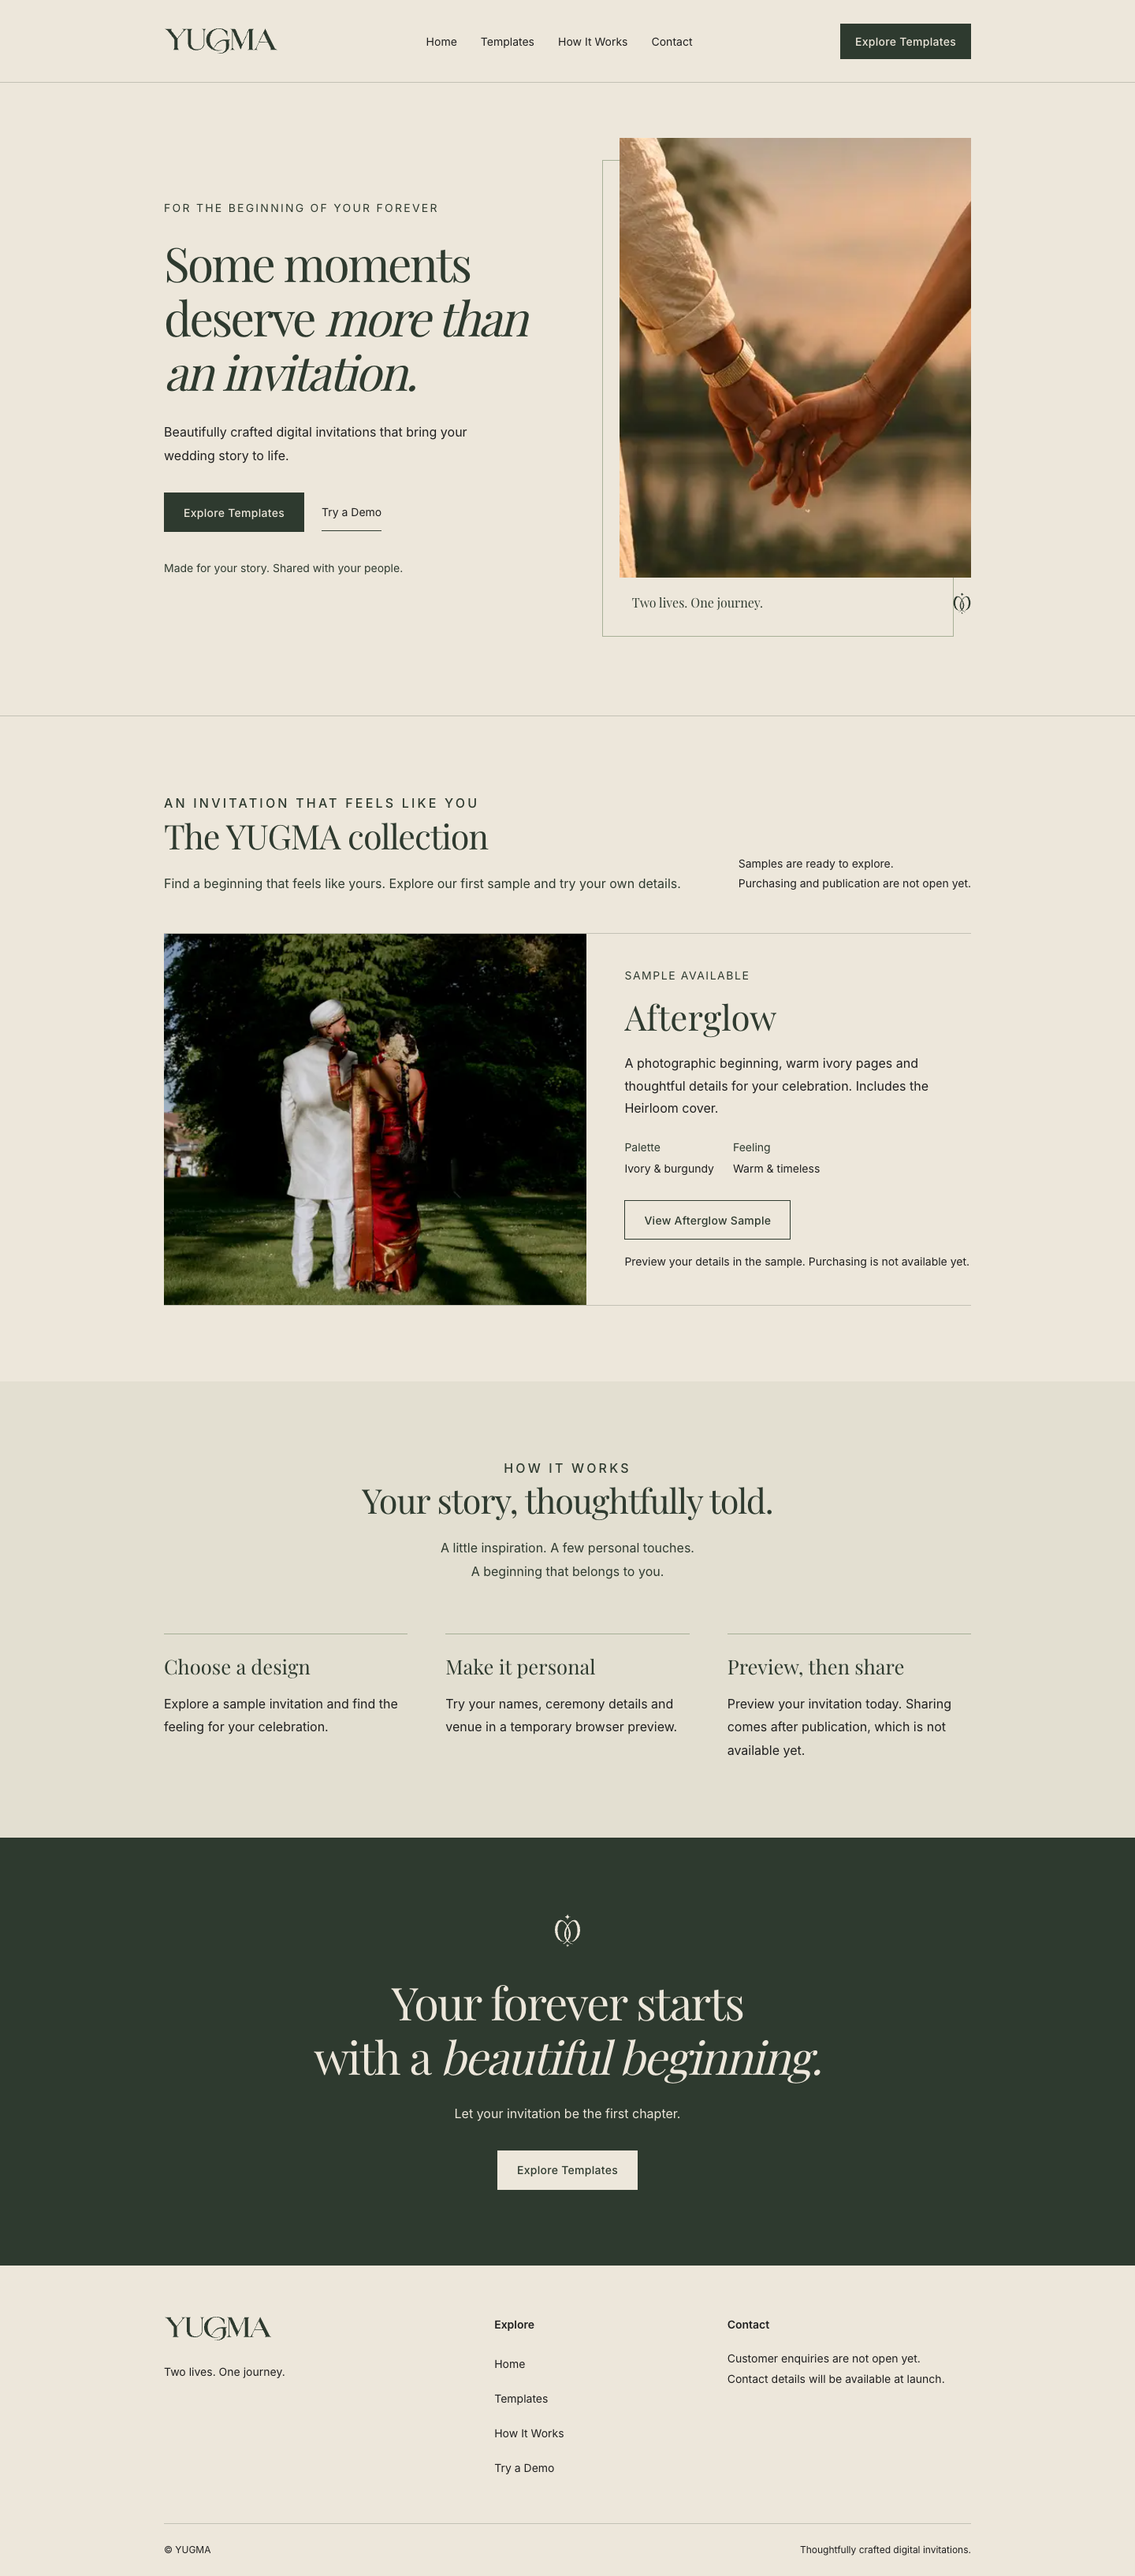 YUGMA
Home
Templates
How It Works
Contact
Explore Templates
FOR THE BEGINNING OF YOUR FOREVER
Some moments
deserve more than
an invitation.
Beautifully crafted digital invitations that bring your
wedding story to life.
Explore Templates
Try a Demo
Made for your story. Shared with your people.
Two lives. One journey.
AN INVITATION THAT FEELS LIKE YOU
The YUGMA collection
Find a beginning that feels like yours. Explore our first sample and try your own details.
Samples are ready to explore.
Purchasing and publication are not open yet.
SAMPLE AVAILABLE
Afterglow
A photographic beginning, warm ivory pages and
thoughtful details for your celebration. Includes the
Heirloom cover.
Palette
Ivory & burgundy
Feeling
Warm & timeless
View Afterglow Sample
Preview your details in the sample. Purchasing is not available yet.
HOW IT WORKS
Your story, thoughtfully told.
A little inspiration. A few personal touches.
A beginning that belongs to you.
Choose a design
Explore a sample invitation and find the
feeling for your celebration.
Make it personal
Try your names, ceremony details and
venue in a temporary browser preview.
Preview, then share
Preview your invitation today. Sharing
comes after publication, which is not
available yet.
Your forever starts
with a beautiful beginning.
Let your invitation be the first chapter.
Explore Templates
YUGMA
Two lives. One journey.
Explore
Home
Templates
How It Works
Try a Demo
Contact
Customer enquiries are not open yet.
Contact details will be available at launch.
© YUGMA
Thoughtfully crafted digital invitations.